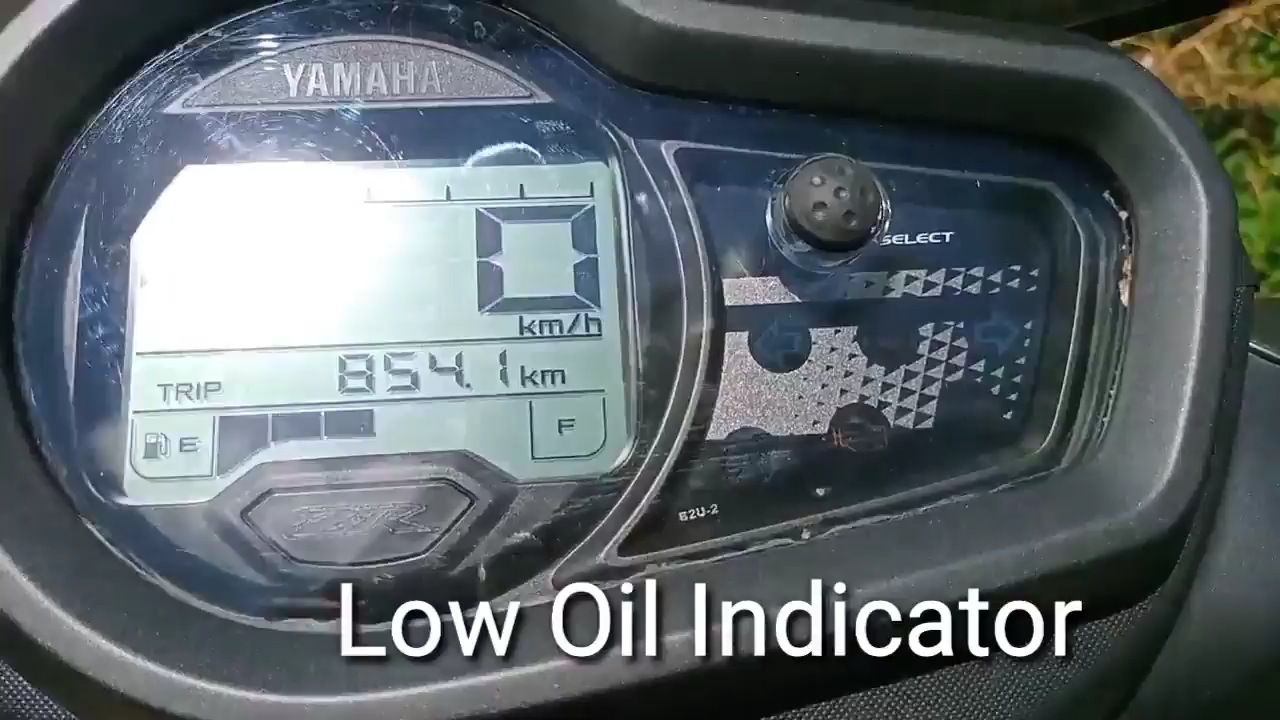 YAMAHA
SELECT
0
km/h
TRIP 854.1 km
E F
B2U-2
Low Oil Indicator